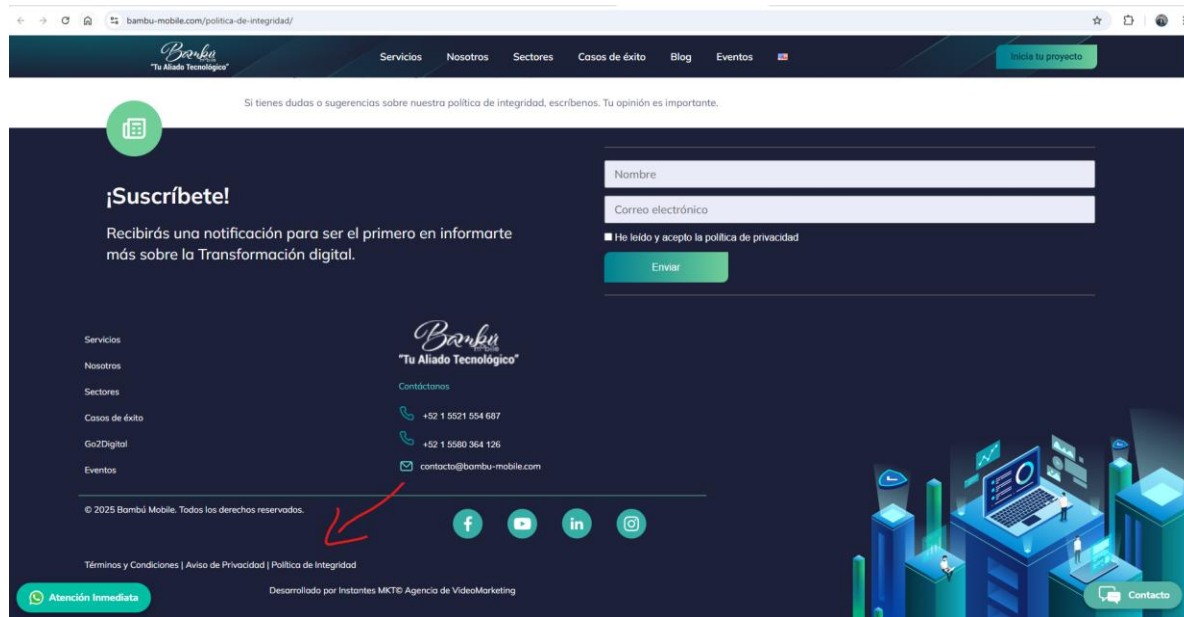 bambu-mobile.com/politica-de-integridad/
Bambú
"Tu Aliado Tecnológico"
Servicios Nosotros Sectores Casos de éxito Blog Eventos
Inicia tu proyecto
Si tienes dudas o sugerencias sobre nuestra política de integridad, escríbenos. Tu opinión es importante.
¡Suscríbete!
Recibirás una notificación para ser el primero en informarte
más sobre la Transformación digital.
Nombre
Correo electrónico
He leído y acepto la política de privacidad
Enviar
Servicios
Nosotros
Sectores
Casos de éxito
Go2Digital
Eventos
Bambú
mobile
"Tu Aliado Tecnológico"
Contáctanos
+52 1 5521 554 687
+52 1 5580 364 126
contacto@bambu-mobile.com
© 2025 Bambú Mobile. Todos los derechos reservados.
Términos y Condiciones | Aviso de Privacidad | Política de Integridad
Desarrollado por Instantes MKT© Agencia de VideoMarketing
Atención Inmediata
Contacto